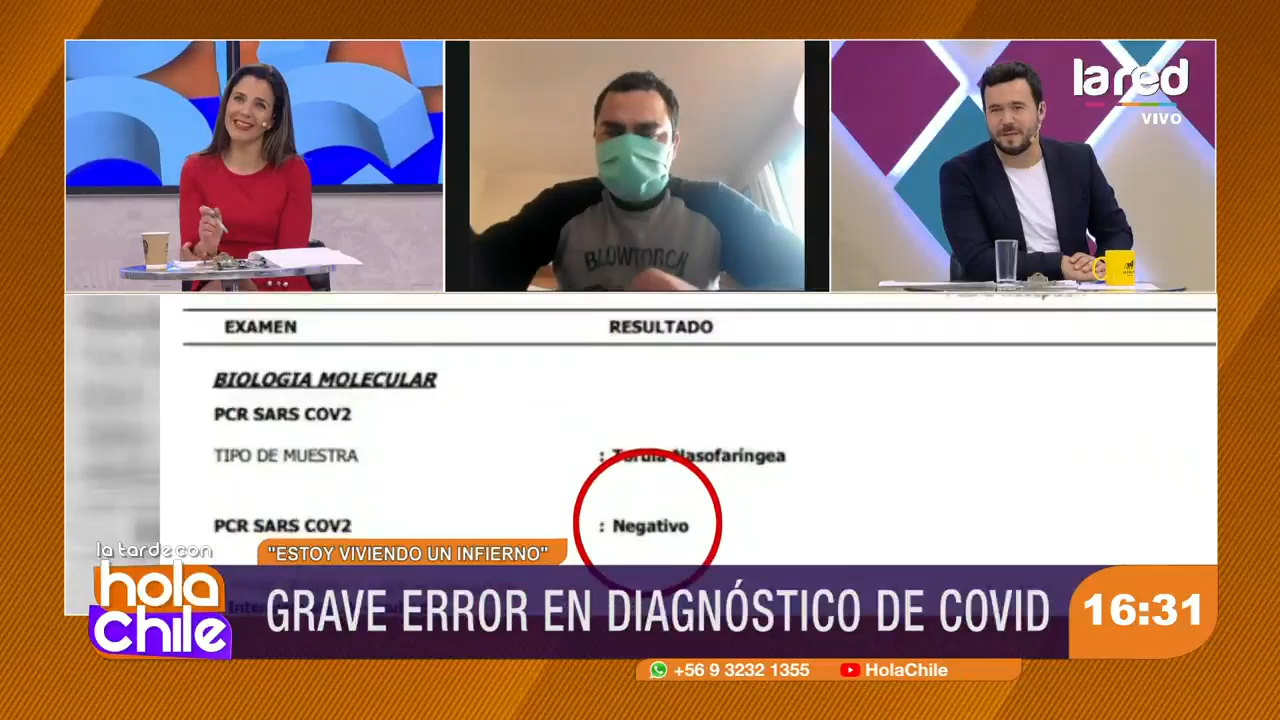 la red
VIVO
BLOWTORCH
EXAMEN RESULTADO
BIOLOGIA MOLECULAR
PCR SARS COV2
TIPO DE MUESTRA : Tórula Nasofaríngea
PCR SARS COV2 : Negativo
la tarde con
hola
chile
"ESTOY VIVIENDO UN INFIERNO"
GRAVE ERROR EN DIAGNÓSTICO DE COVID
16:31
+56 9 3232 1355 HolaChile